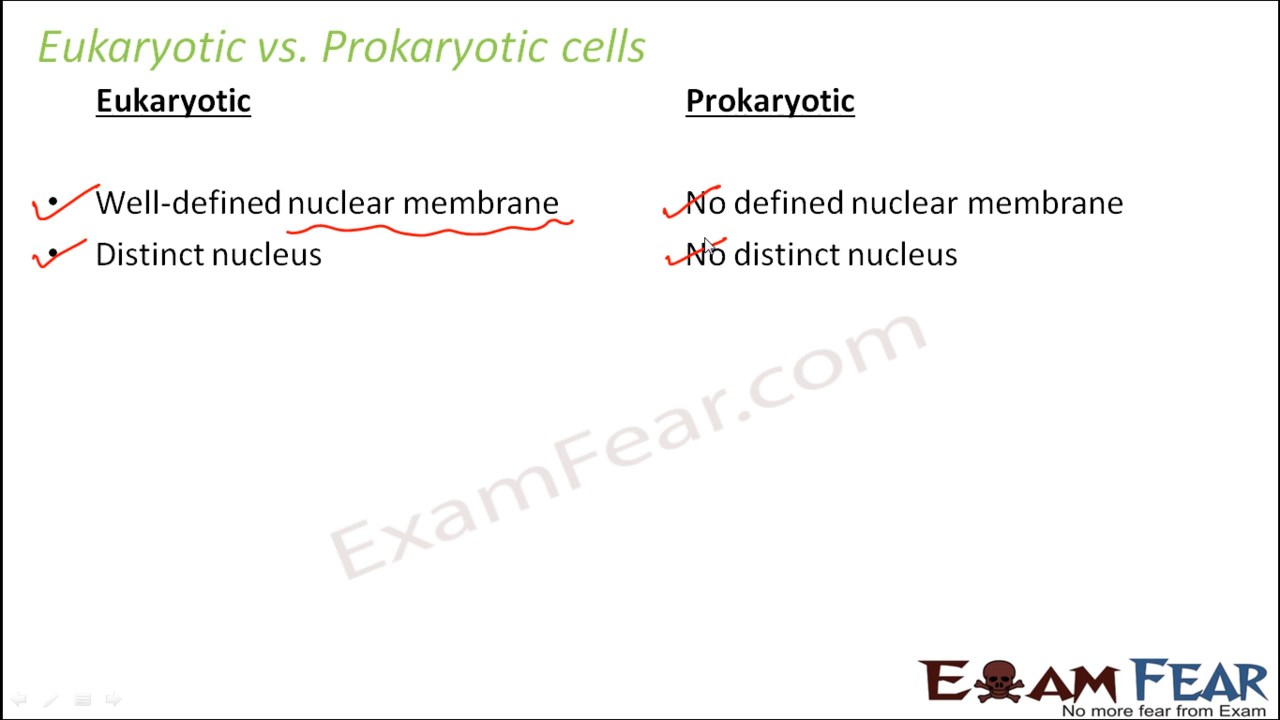 Eukaryotic vs. Prokaryotic cells
Eukaryotic
Prokaryotic
• Well-defined nuclear membrane
No defined nuclear membrane
• Distinct nucleus
No distinct nucleus
ExamFear.com
EXAM FEAR
No more fear from Exam